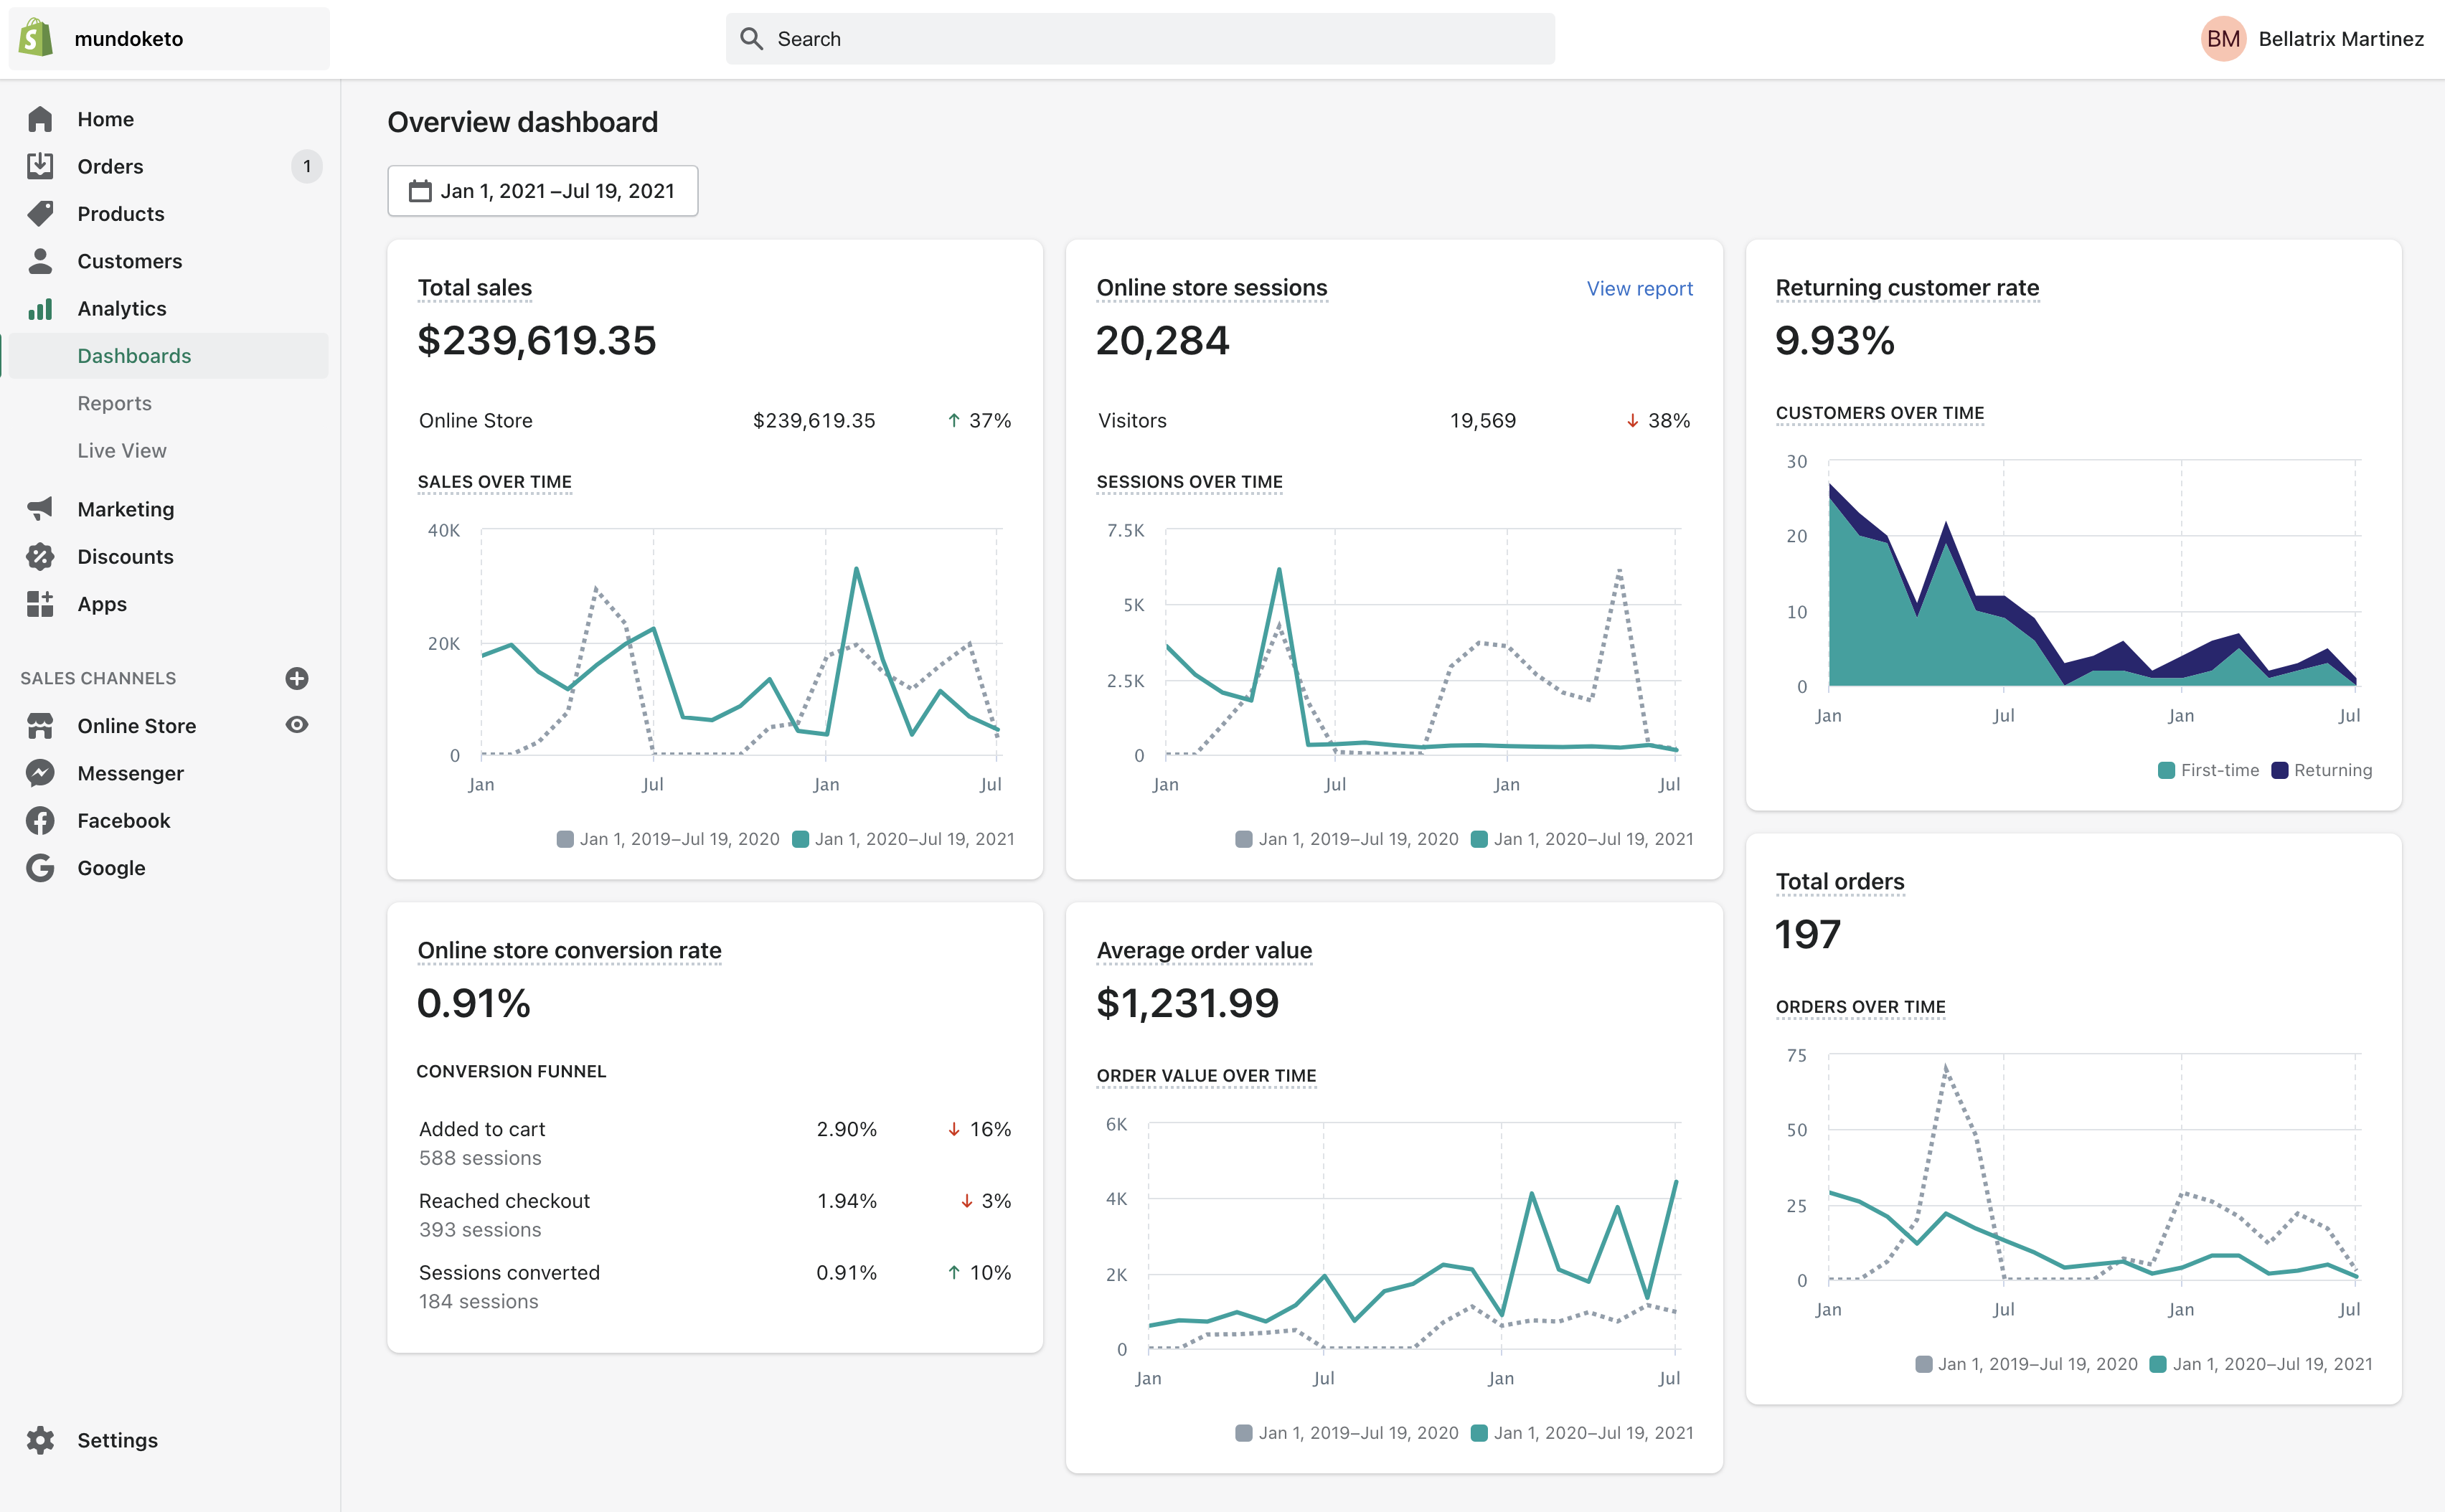 mundoketo
Search
BM Bellatrix Martinez
Home
Orders 1
Products
Customers
Analytics
Dashboards
Reports
Live View
Marketing
Discounts
Apps
SALES CHANNELS
Online Store
Messenger
Facebook
Google
Settings
Overview dashboard
Jan 1, 2021 –Jul 19, 2021
Total sales
$239,619.35
Online Store $239,619.35 ↑ 37%
SALES OVER TIME
40K
20K
0
Jan Jul Jan Jul
Jan 1, 2019–Jul 19, 2020 Jan 1, 2020–Jul 19, 2021
Online store sessions View report
20,284
Visitors 19,569 ↓ 38%
SESSIONS OVER TIME
7.5K
5K
2.5K
0
Jan Jul Jan Jul
Jan 1, 2019–Jul 19, 2020 Jan 1, 2020–Jul 19, 2021
Returning customer rate
9.93%
CUSTOMERS OVER TIME
30
20
10
0
Jan Jul Jan Jul
First-time Returning
Online store conversion rate
0.91%
CONVERSION FUNNEL
Added to cart 2.90% ↓ 16%
588 sessions
Reached checkout 1.94% ↓ 3%
393 sessions
Sessions converted 0.91% ↑ 10%
184 sessions
Average order value
$1,231.99
ORDER VALUE OVER TIME
6K
4K
2K
0
Jan Jul Jan Jul
Jan 1, 2019–Jul 19, 2020 Jan 1, 2020–Jul 19, 2021
Total orders
197
ORDERS OVER TIME
75
50
25
0
Jan Jul Jan Jul
Jan 1, 2019–Jul 19, 2020 Jan 1, 2020–Jul 19, 2021